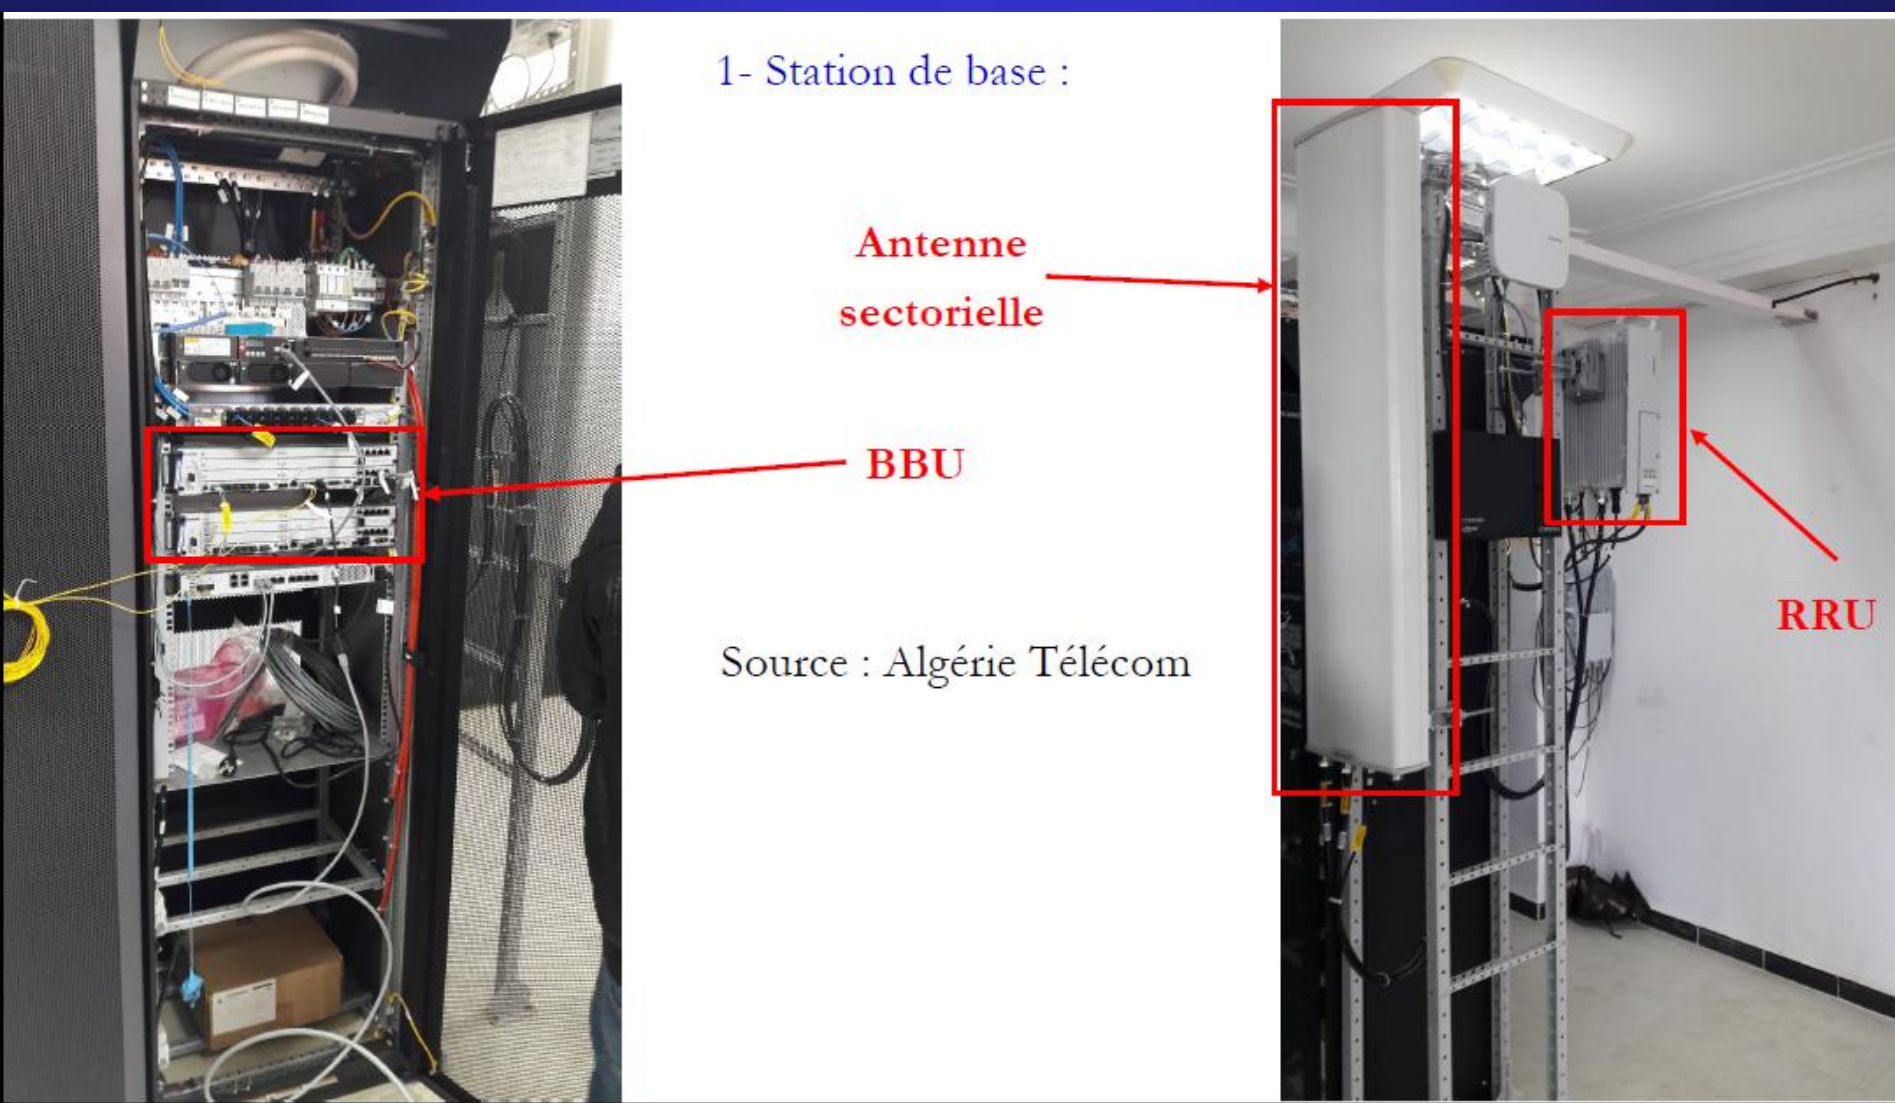 1- Station de base :
Antenne
sectorielle
BBU
RRU
Source : Algérie Télécom